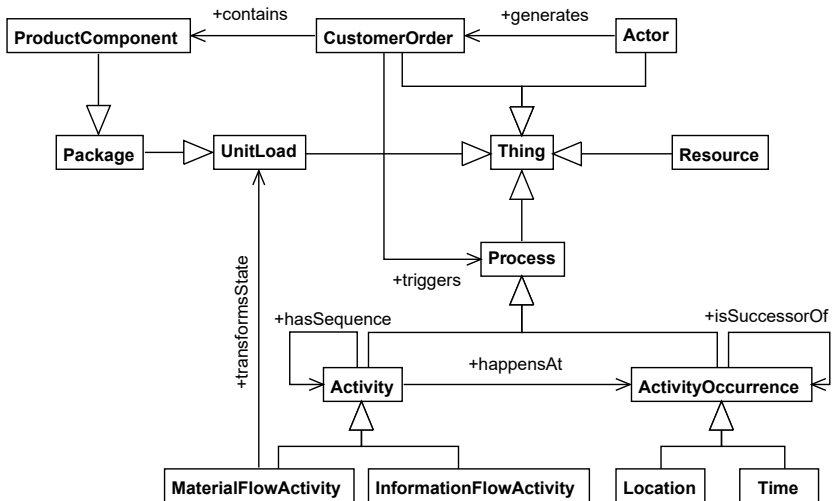 +contains
+generates
ProductComponent
CustomerOrder
Actor
Package
UnitLoad
Thing
Resource
Process
+triggers
+transformsState
+hasSequence
+isSuccessorOf
+happensAt
Activity
ActivityOccurrence
MaterialFlowActivity
InformationFlowActivity
Location
Time